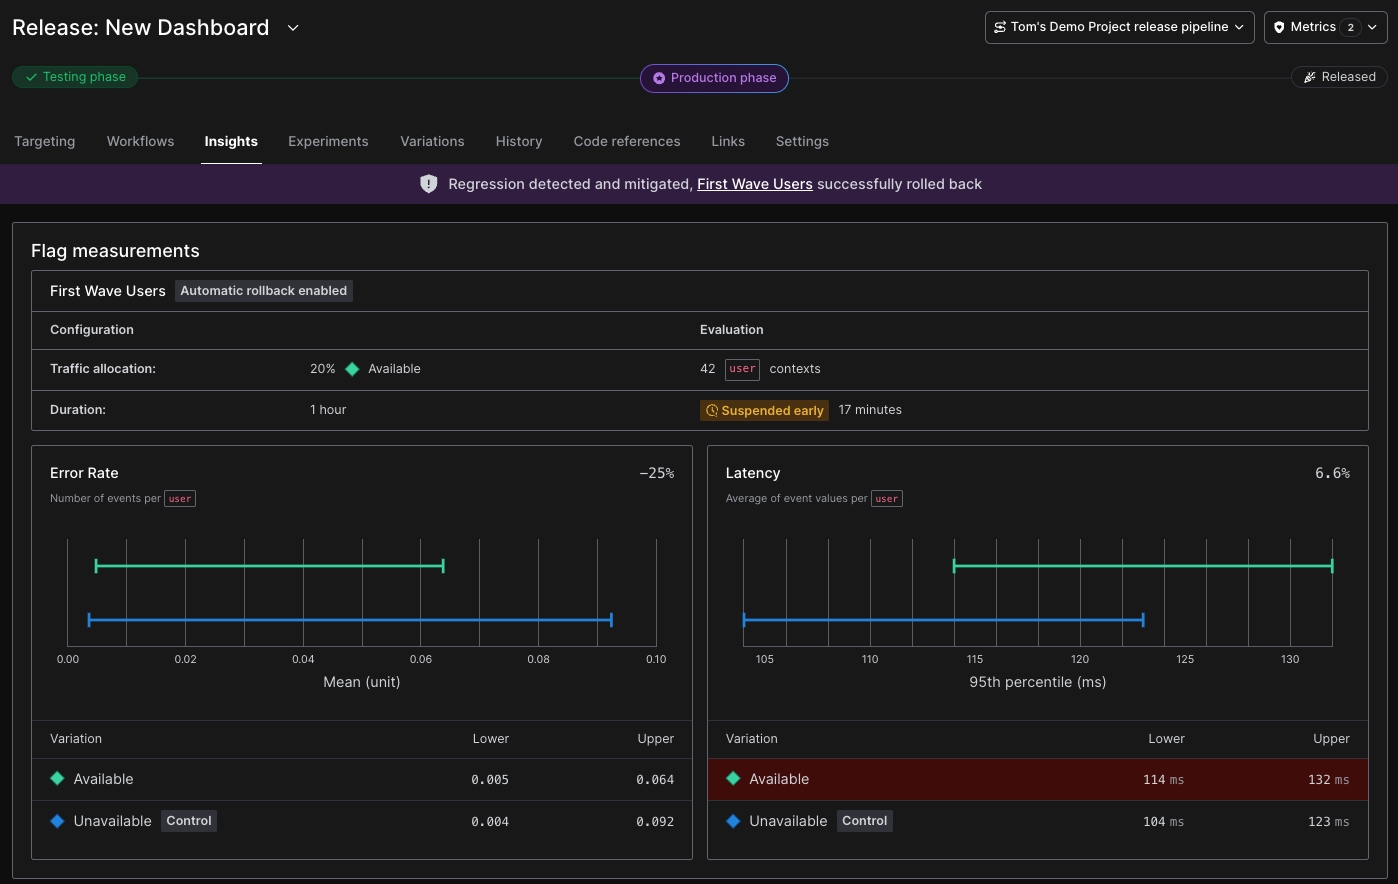 Release: New Dashboard
Tom's Demo Project release pipeline
Metrics 2
Testing phase
Production phase
Released
Targeting Workflows Insights Experiments Variations History Code references Links Settings
Regression detected and mitigated, First Wave Users successfully rolled back
Flag measurements
First Wave Users Automatic rollback enabled
Configuration Evaluation
Traffic allocation: 20% Available 42 user contexts
Duration: 1 hour Suspended early 17 minutes
Error Rate −25%
Number of events per user
0.00 0.02 0.04 0.06 0.08 0.10
Mean (unit)
Variation Lower Upper
Available 0.005 0.064
Unavailable Control 0.004 0.092
Latency 6.6%
Average of event values per user
105 110 115 120 125 130
95th percentile (ms)
Variation Lower Upper
Available 114 ms 132 ms
Unavailable Control 104 ms 123 ms